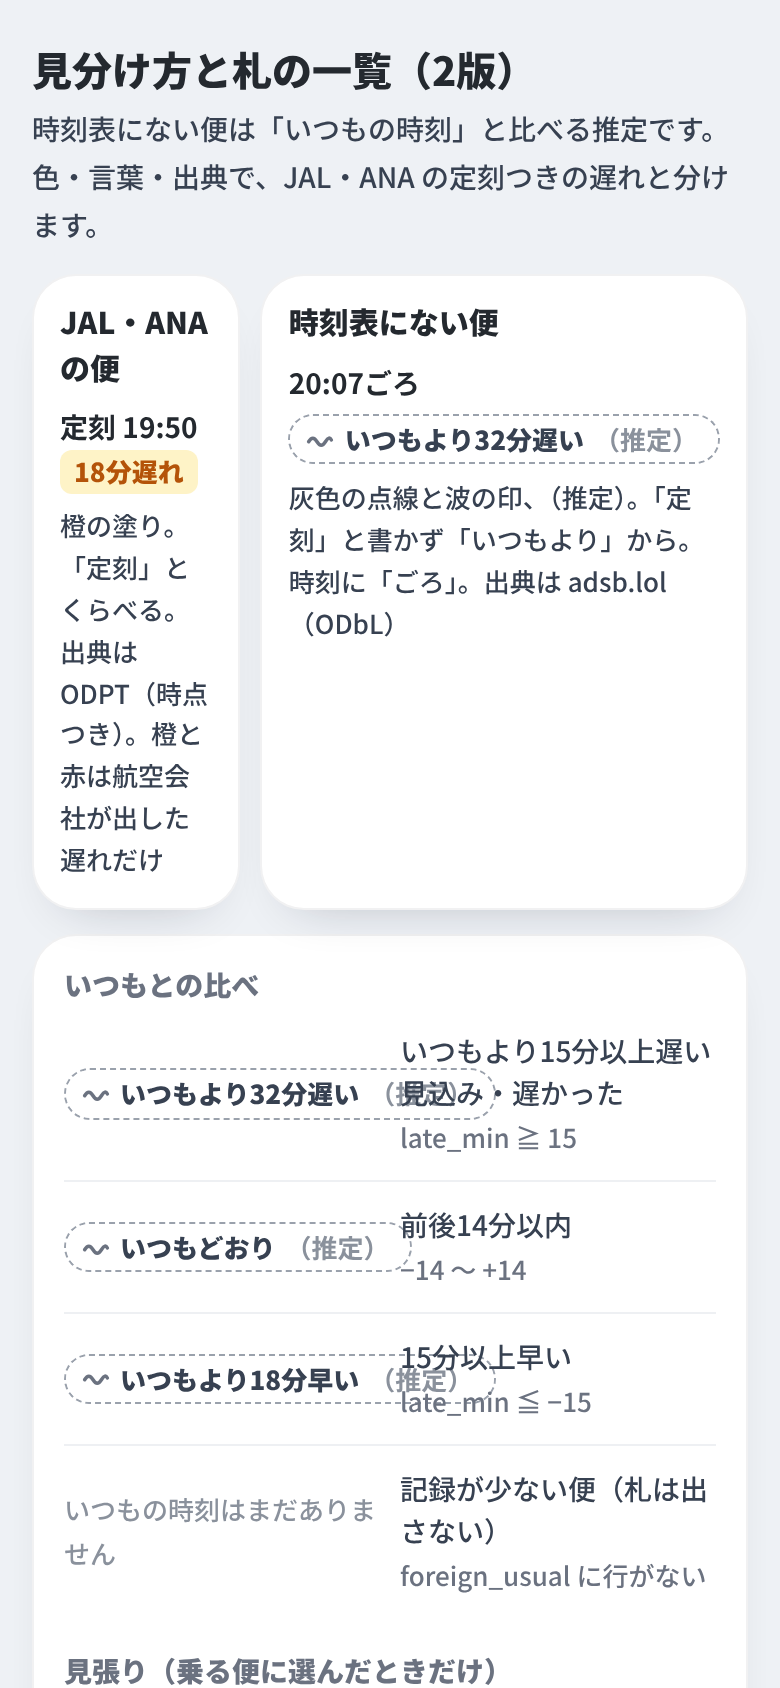 見分け方と札の一覧（2版）
時刻表にない便は「いつもの時刻」と比べる推定です。
色・言葉・出典で、JAL・ANA の定刻つきの遅れと分け
ます。
JAL・ANA
の便
定刻 19:50
18分遅れ
橙の塗り。
「定刻」と
くらべる。
出典は
ODPT（時点
つき）。橙と
赤は航空会
社が出した
遅れだけ
時刻表にない便
20:07ごろ
いつもより32分遅い （推定）
灰色の点線と波の印、（推定）。「定
刻」と書かず「いつもより」から。
時刻に「ごろ」。出典は adsb.lol
（ODbL）
いつもとの比べ
いつもより32分遅い （推定）
いつもより15分以上遅い
見込み・遅かった
late_min ≧ 15
いつもどおり （推定）
前後14分以内
−14 〜 +14
いつもより18分早い （推定）
15分以上早い
late_min ≦ −15
いつもの時刻はまだありま
せん
記録が少ない便（札は出
さない）
foreign_usual に行がない
見張り（乗る便に選んだときだけ）